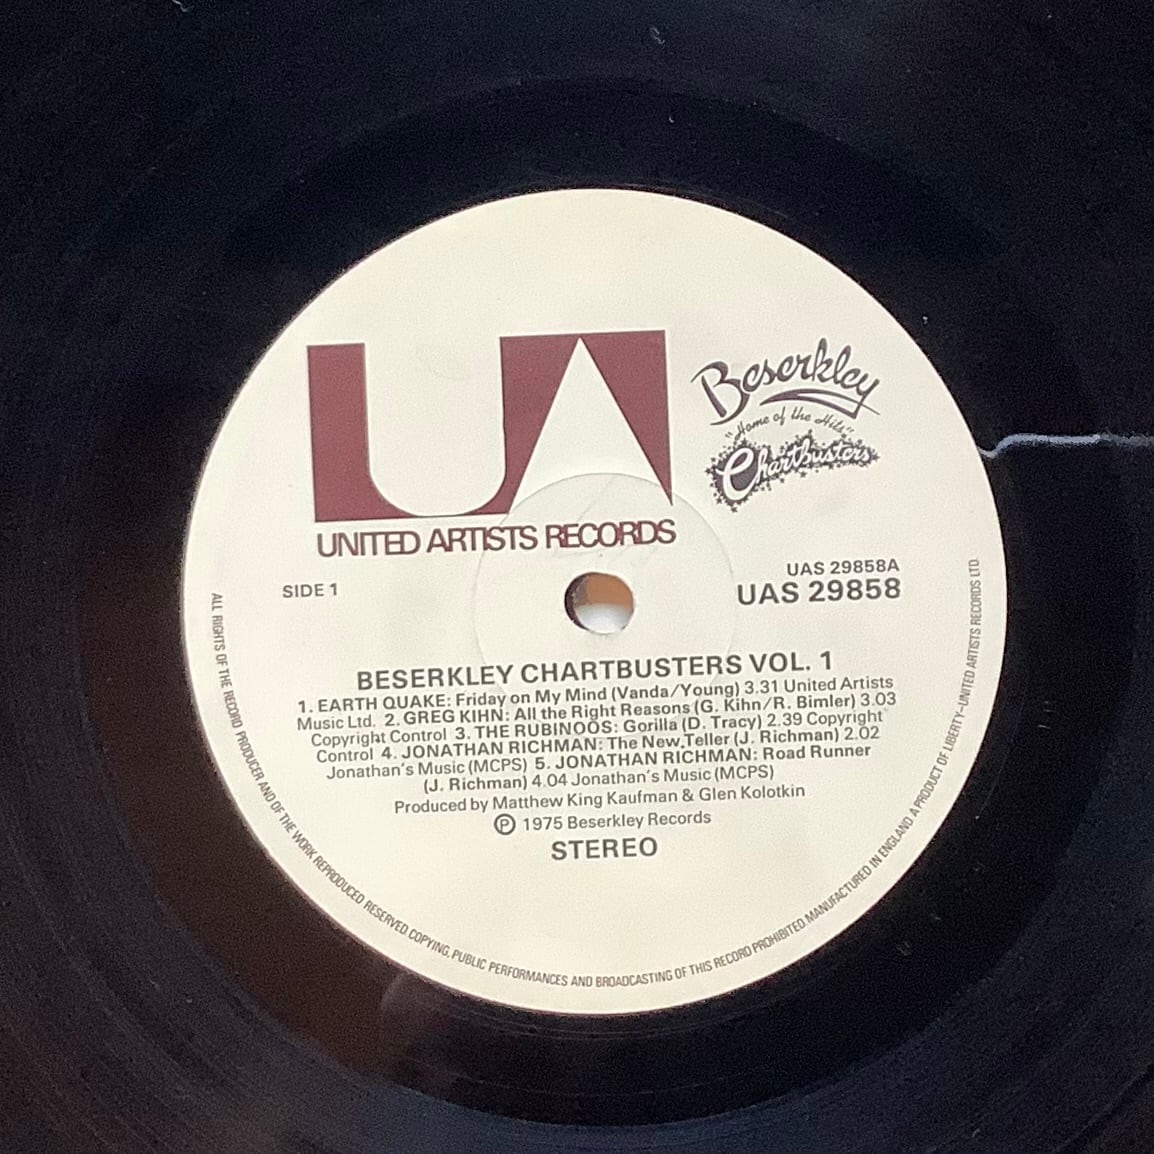 UA
UNITED ARTISTS RECORDS
Beserkley
"Home of the Hits"
Chartbusters
SIDE 1
UAS 29858A
UAS 29858
BESERKLEY CHARTBUSTERS VOL. 1
1. EARTH QUAKE: Friday on My Mind (Vanda/Young) 3.31 United Artists
Music Ltd. 2. GREG KIHN: All the Right Reasons (G. Kihn/R. Bimler) 3.03
Copyright Control 3. THE RUBINOOS: Gorilla (D. Tracy) 2.39 Copyright
Control 4. JONATHAN RICHMAN: The New.Teller (J. Richman) 2.02
Jonathan's Music (MCPS) 5. JONATHAN RICHMAN: Road Runner
(J. Richman) 4.04 Jonathan's Music (MCPS)
Produced by Matthew King Kaufman & Glen Kolotkin
Ⓟ 1975 Beserkley Records
STEREO
ALL RIGHTS OF THE RECORD PRODUCER AND OF THE WORK REPRODUCED RESERVED. COPYING, PUBLIC PERFORMANCES AND BROADCASTING OF THIS RECORD PROHIBITED. MANUFACTURED IN ENGLAND A PRODUCT OF LIBERTY-UNITED ARTISTS RECORDS LTD.